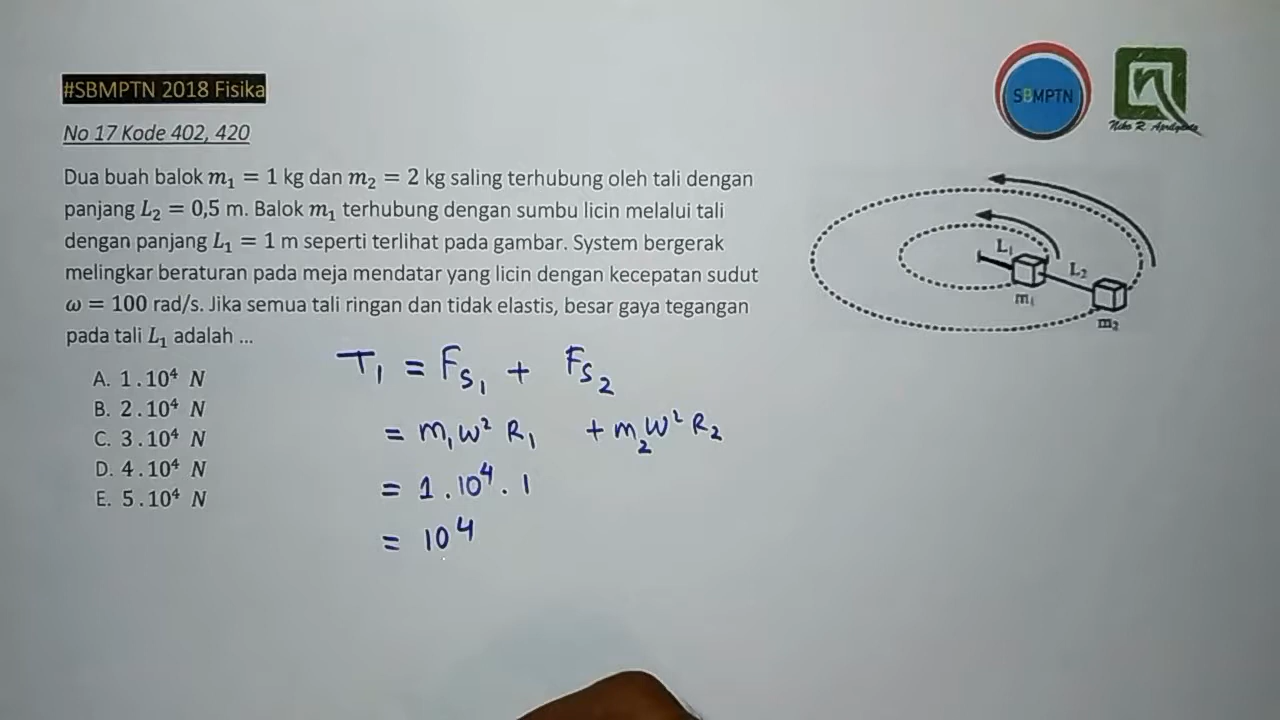 #SBMPTN 2018 Fisika
No 17 Kode 402, 420
SBMPTN
Niko R. Aprilyanto
Dua buah balok m₁ = 1 kg dan m₂ = 2 kg saling terhubung oleh tali dengan
panjang L₂ = 0,5 m. Balok m₁ terhubung dengan sumbu licin melalui tali
dengan panjang L₁ = 1 m seperti terlihat pada gambar. System bergerak
melingkar beraturan pada meja mendatar yang licin dengan kecepatan sudut
ω = 100 rad/s. Jika semua tali ringan dan tidak elastis, besar gaya tegangan
pada tali L₁ adalah ...
L₁
L₂
m₁
m₂
A. 1.10⁴ N
B. 2.10⁴ N
C. 3.10⁴ N
D. 4.10⁴ N
E. 5.10⁴ N
T₁ = Fs₁ + Fs₂
= m₁ω² R₁ + m₂ω² R₂
= 1.10⁴.1
= 10⁴